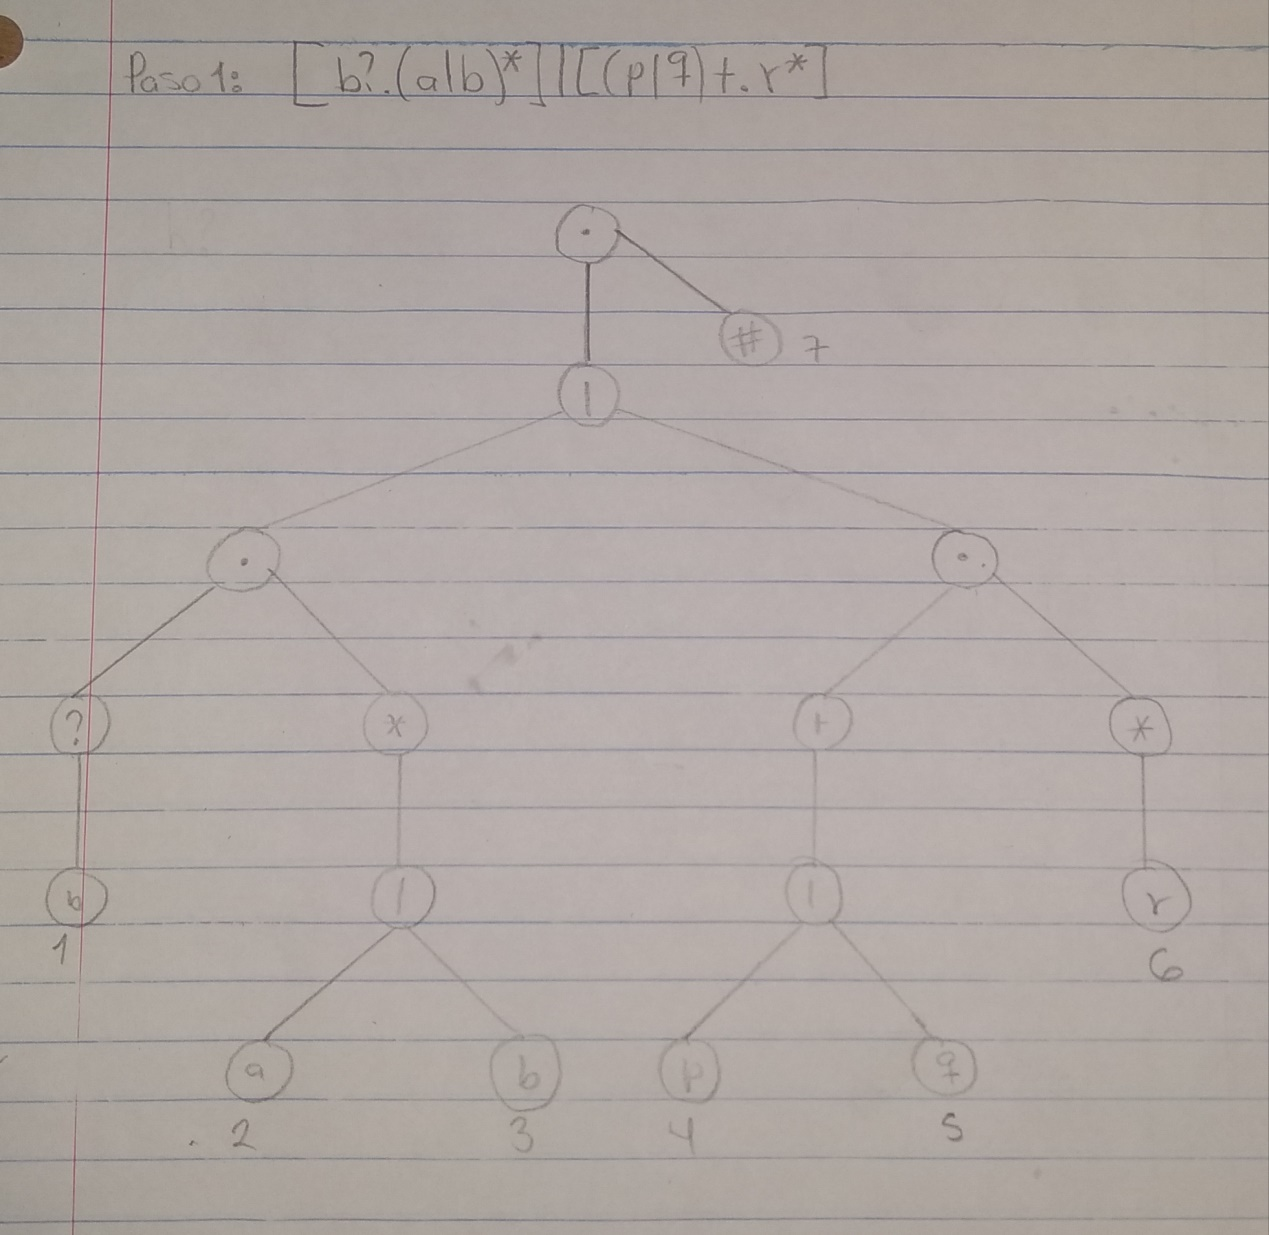 Paso 1: [b?.(a|b)*]|[(p|q)+.r*]
.
# 7
|
. .
? * + *
b | | r
1 6
a b p q
2 3 4 5